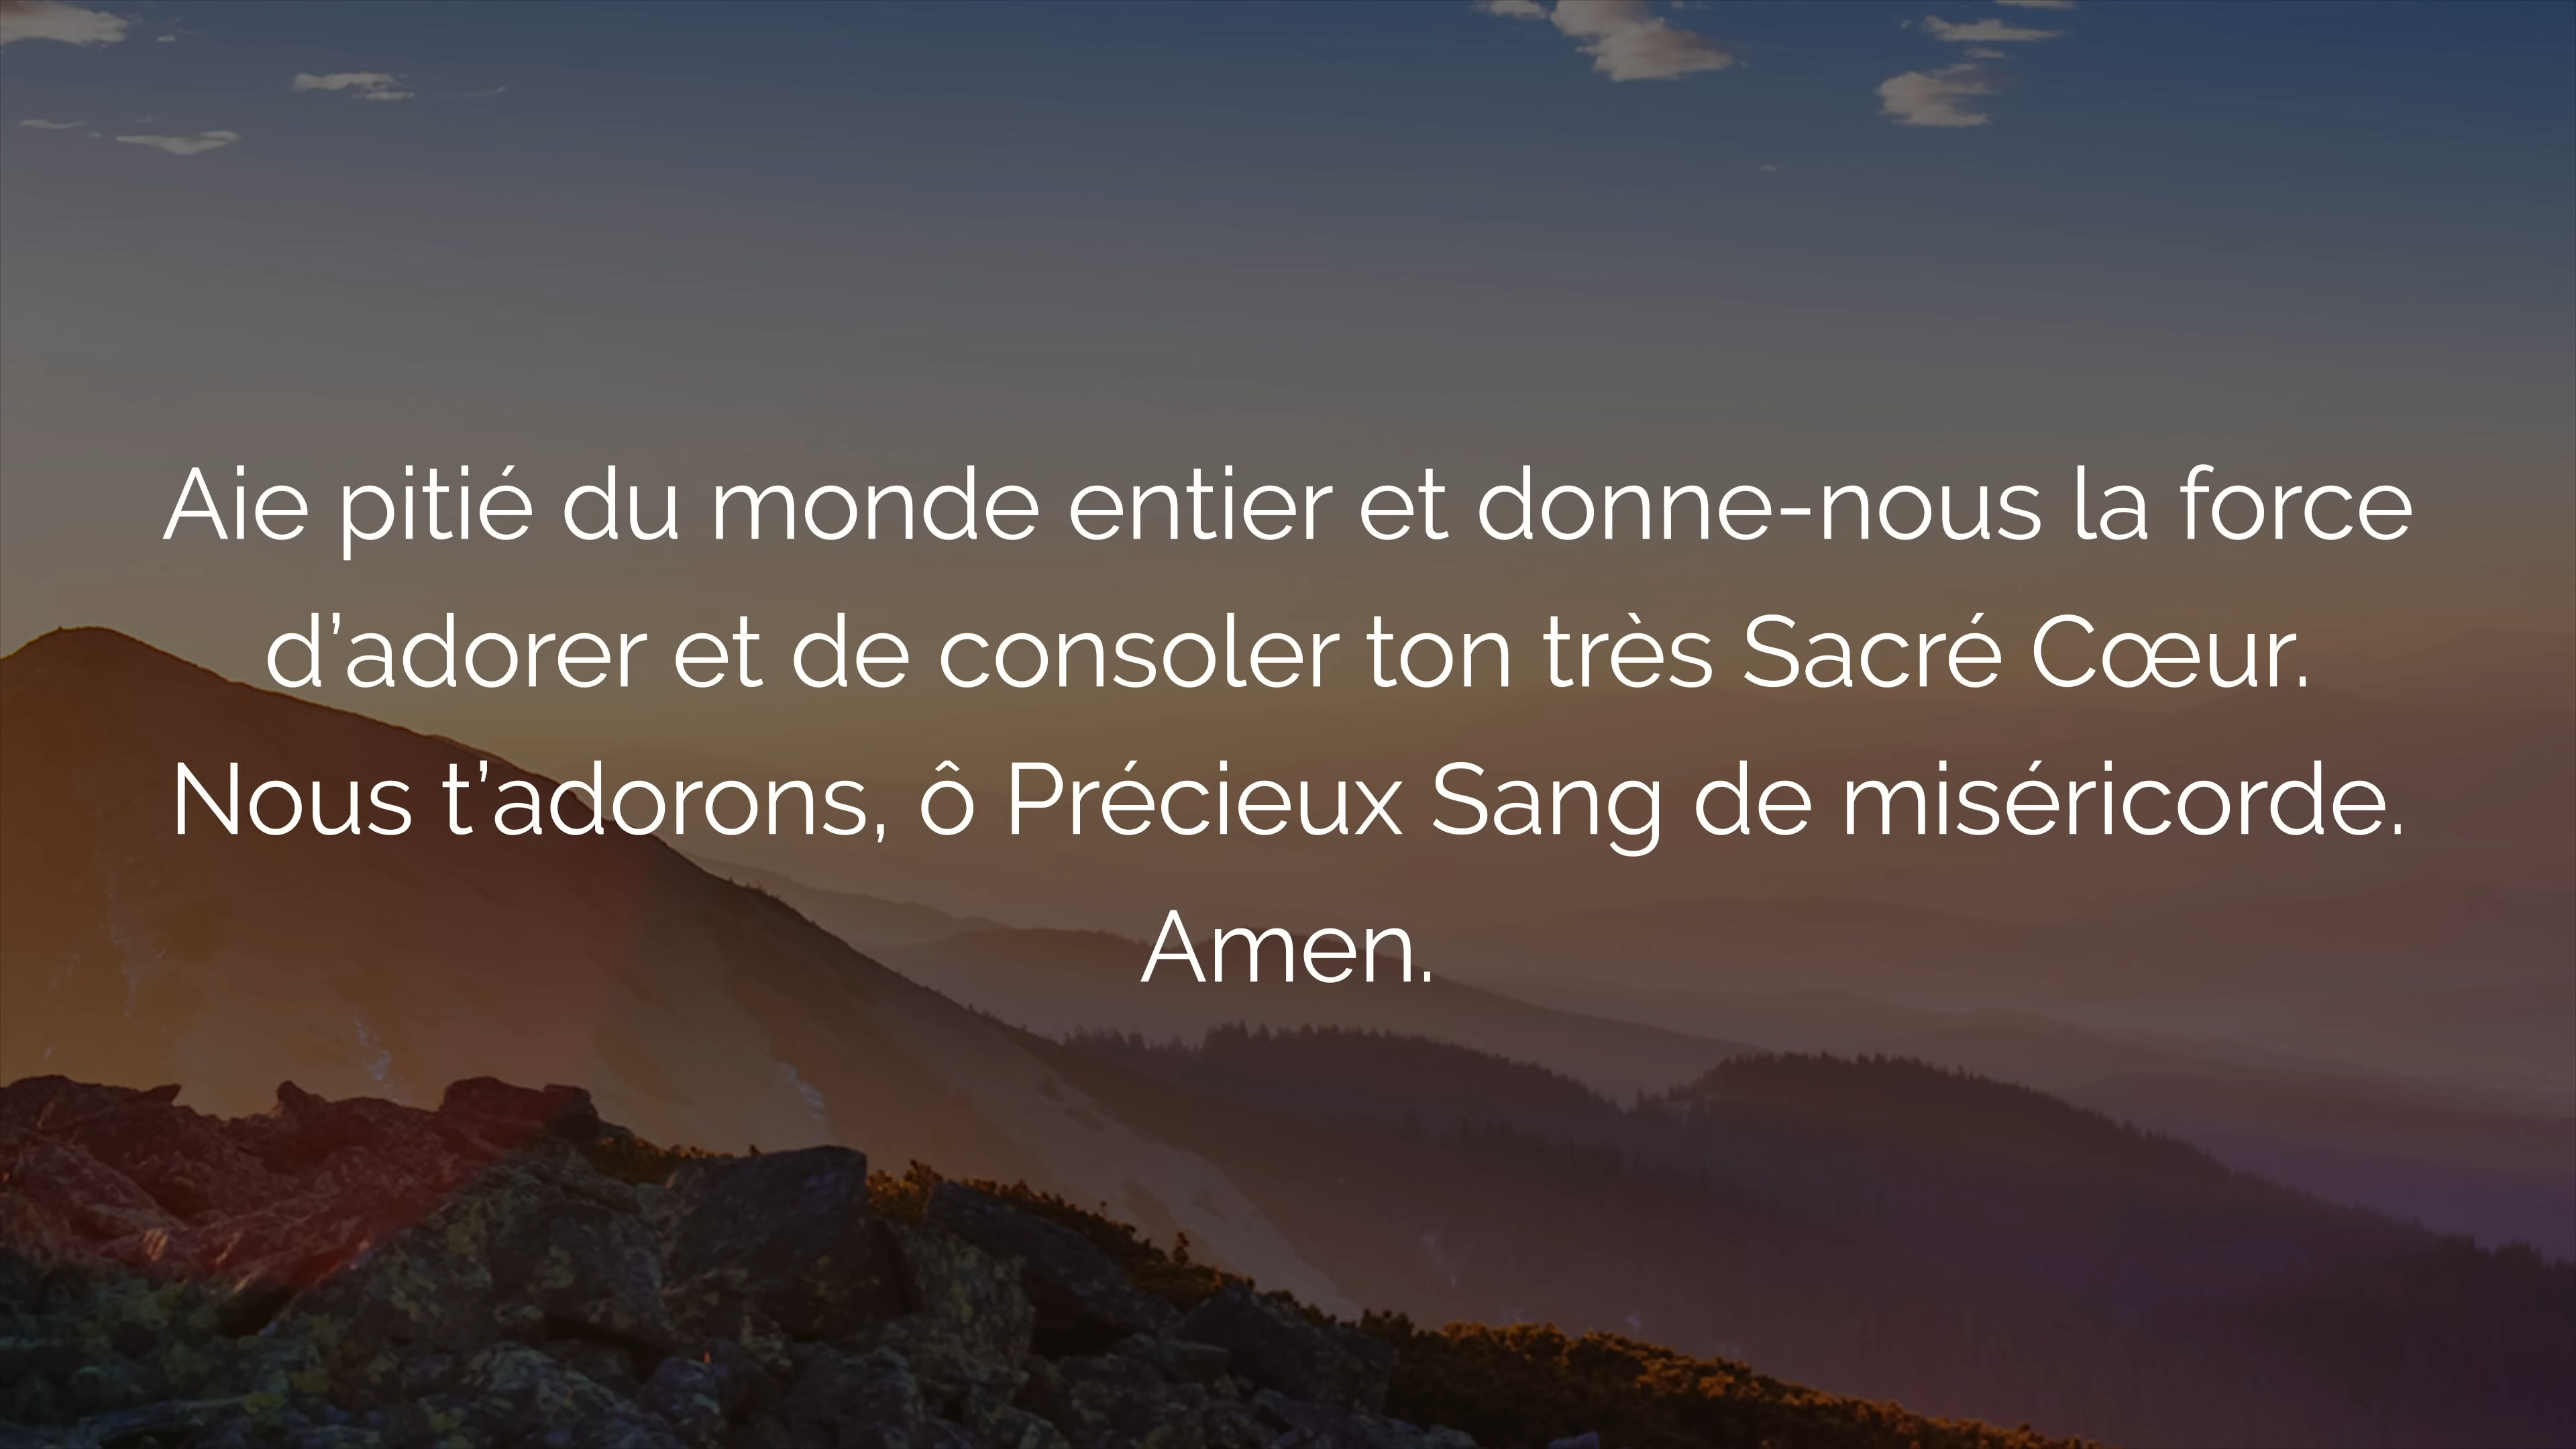 Aie pitié du monde entier et donne-nous la force
d’adorer et de consoler ton très Sacré Cœur.
Nous t’adorons, ô Précieux Sang de miséricorde.
Amen.